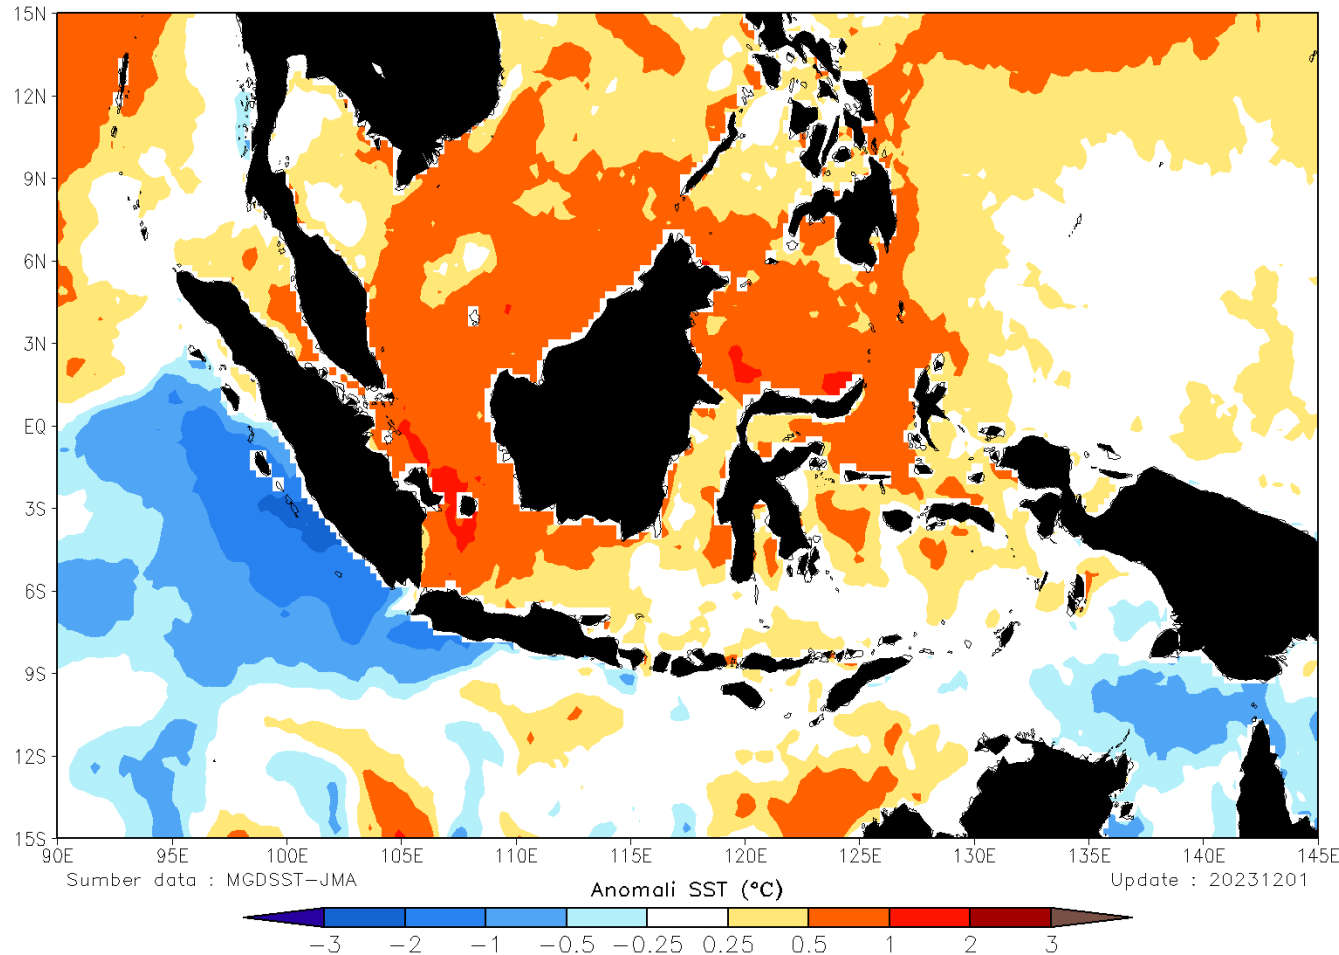 15N
12N
9N
6N
3N
EQ
3S
6S
9S
12S
15S
90E 95E 100E 105E 110E 115E 120E 125E 130E 135E 140E 145E
Sumber data : MGDSST-JMA
Update : 20231201
Anomali SST (°C)
-3 -2 -1 -0.5 -0.25 0.25 0.5 1 2 3